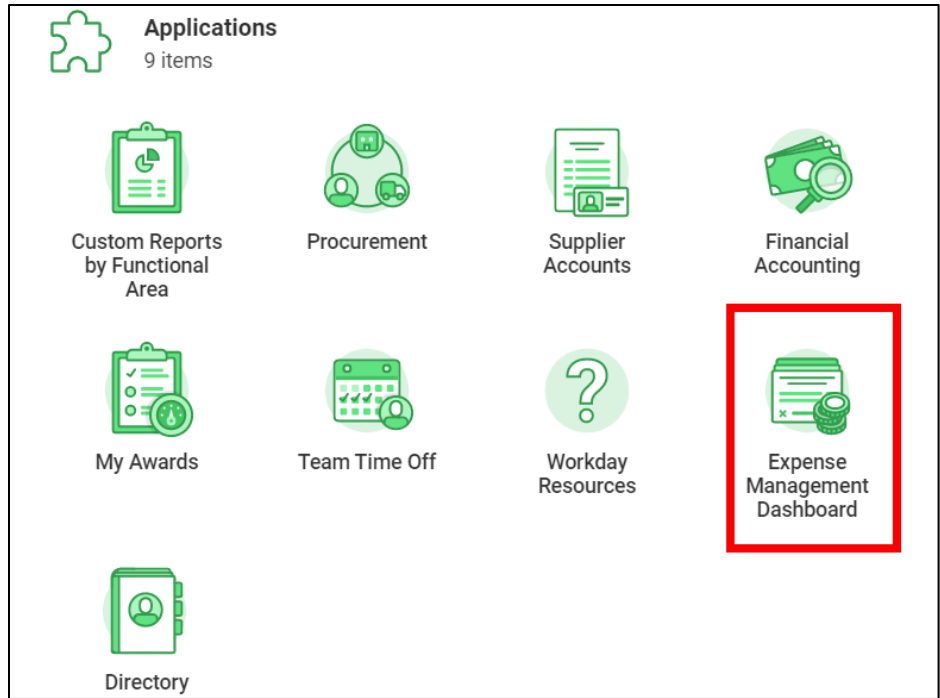 Applications
9 items
Custom Reports
by Functional
Area
Procurement
Supplier
Accounts
Financial
Accounting
My Awards
Team Time Off
Workday
Resources
Expense
Management
Dashboard
Directory